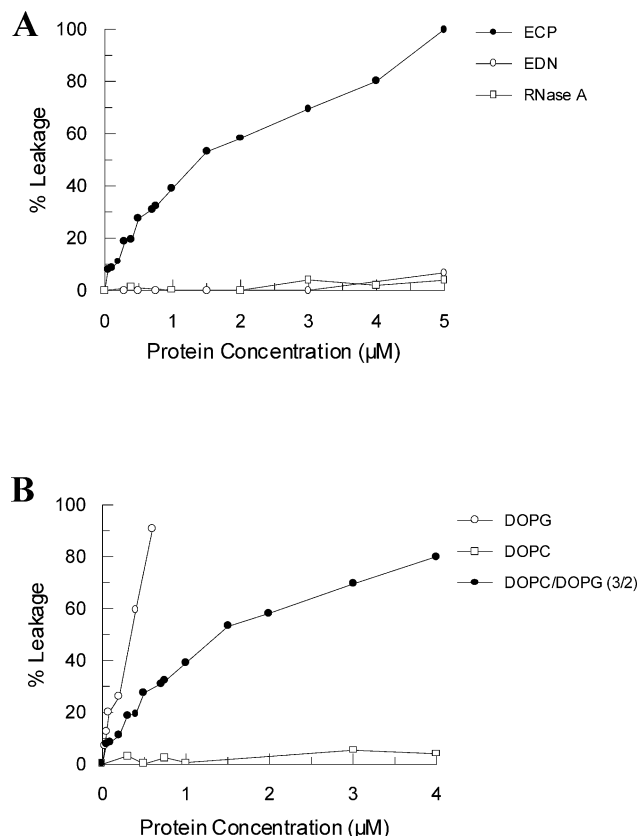 A
100
80
60
40
20
0
% Leakage
0 1 2 3 4 5
Protein Concentration (µM)
ECP
EDN
RNase A
B
100
80
60
40
20
0
% Leakage
0 1 2 3 4
Protein Concentration (µM)
DOPG
DOPC
DOPC/DOPG (3/2)